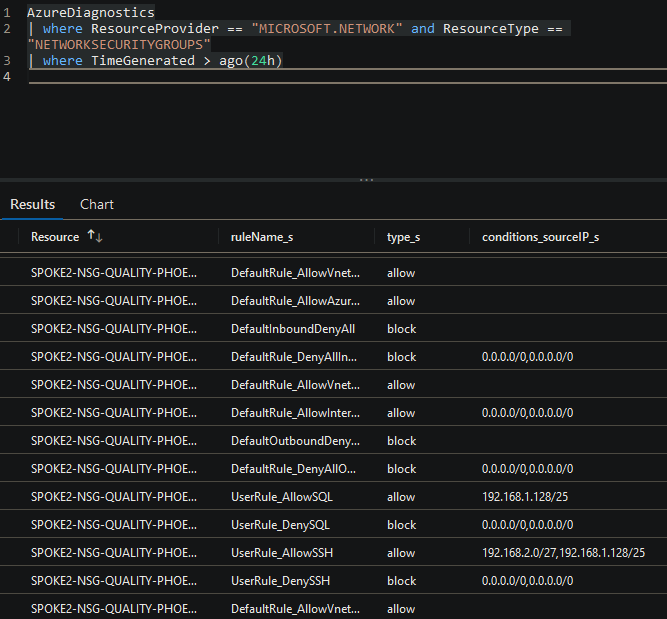 1 AzureDiagnostics
2 | where ResourceProvider == "MICROSOFT.NETWORK" and ResourceType ==
"NETWORKSECURITYGROUPS"
3 | where TimeGenerated > ago(24h)
4
...
Results Chart
Resource ↑↓ ruleName_s type_s conditions_sourceIP_s
SPOKE2-NSG-QUALITY-PHOE... DefaultRule_AllowVnet... allow
SPOKE2-NSG-QUALITY-PHOE... DefaultRule_AllowAzur... allow
SPOKE2-NSG-QUALITY-PHOE... DefaultInboundDenyAll block
SPOKE2-NSG-QUALITY-PHOE... DefaultRule_DenyAllIn... block 0.0.0.0/0,0.0.0.0/0
SPOKE2-NSG-QUALITY-PHOE... DefaultRule_AllowVnet... allow
SPOKE2-NSG-QUALITY-PHOE... DefaultRule_AllowInter... allow 0.0.0.0/0,0.0.0.0/0
SPOKE2-NSG-QUALITY-PHOE... DefaultOutboundDeny... block
SPOKE2-NSG-QUALITY-PHOE... DefaultRule_DenyAllO... block 0.0.0.0/0,0.0.0.0/0
SPOKE2-NSG-QUALITY-PHOE... UserRule_AllowSQL allow 192.168.1.128/25
SPOKE2-NSG-QUALITY-PHOE... UserRule_DenySQL block 0.0.0.0/0,0.0.0.0/0
SPOKE2-NSG-QUALITY-PHOE... UserRule_AllowSSH allow 192.168.2.0/27,192.168.1.128/25
SPOKE2-NSG-QUALITY-PHOE... UserRule_DenySSH block 0.0.0.0/0,0.0.0.0/0
SPOKE2-NSG-QUALITY-PHOE... DefaultRule_AllowVnet... allow